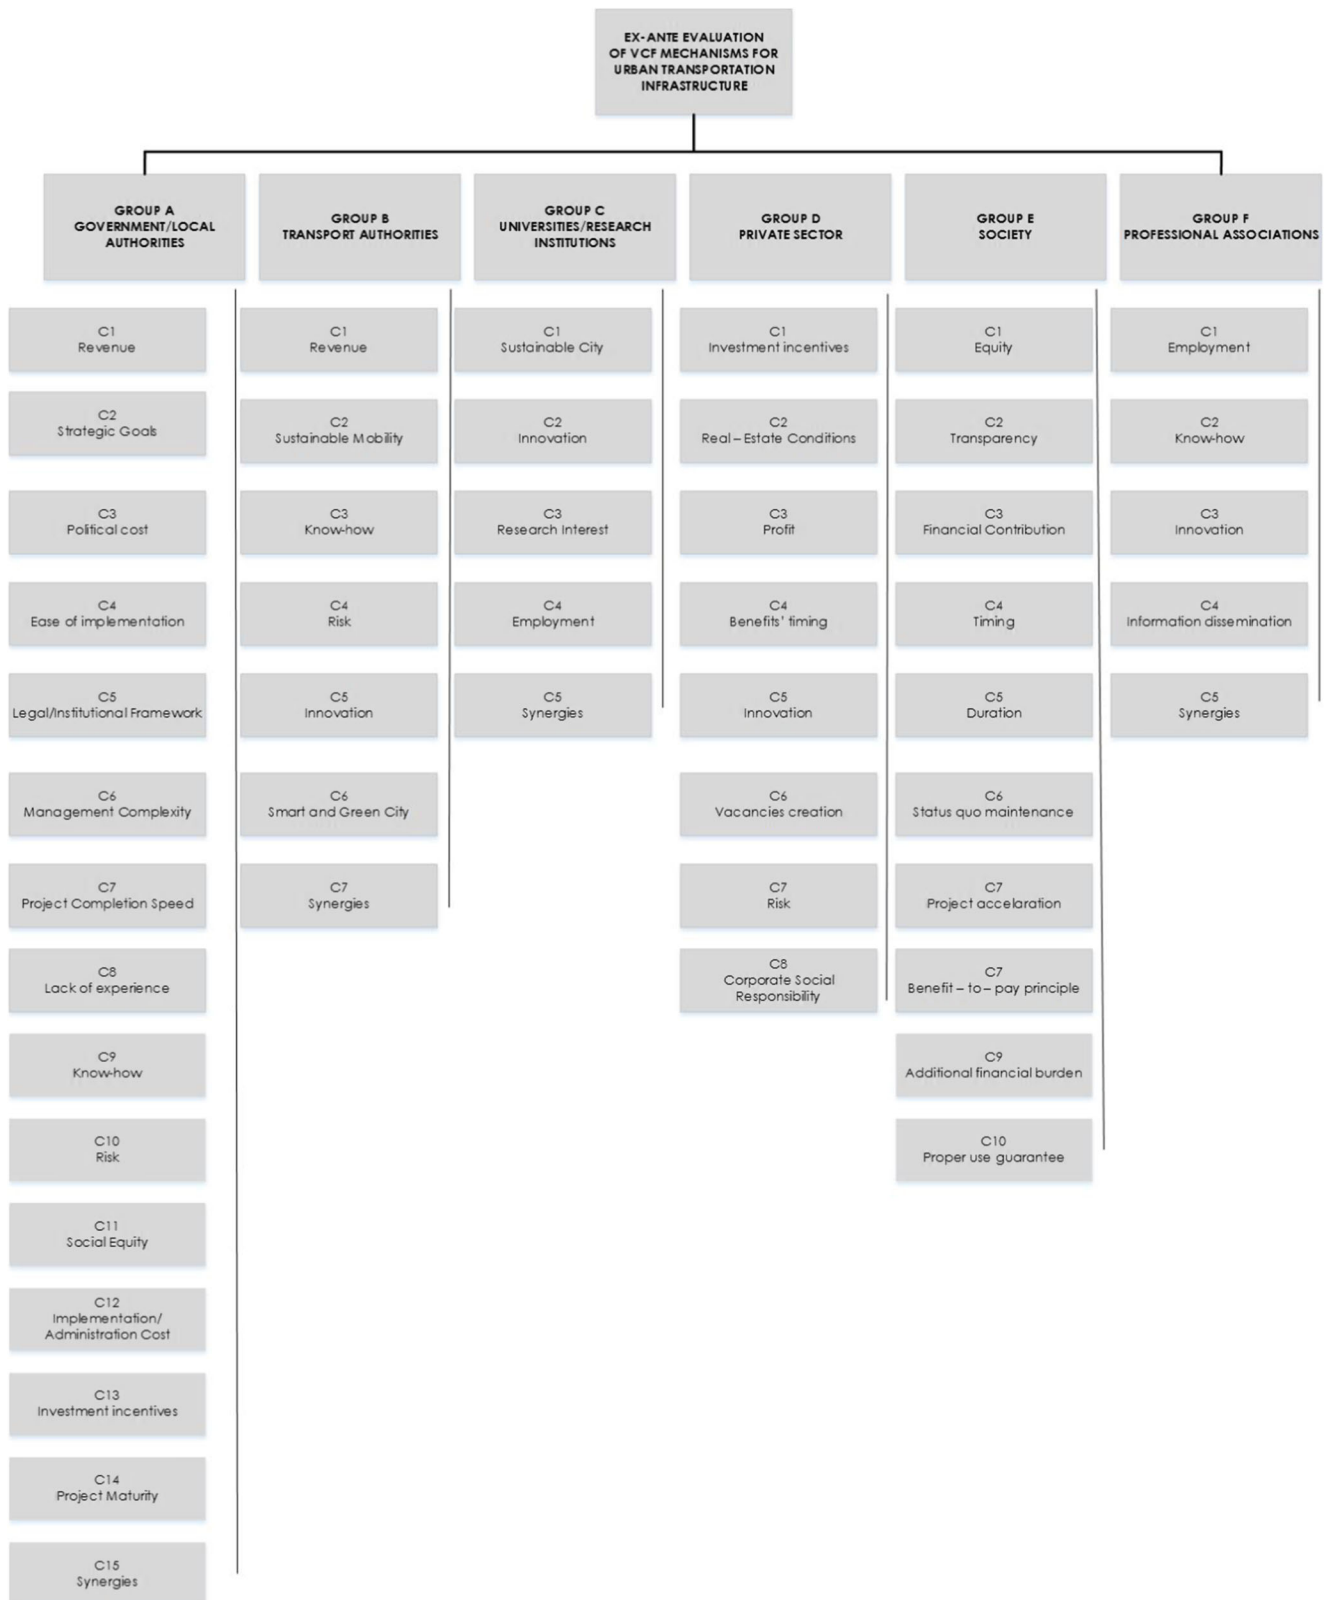 EX-ANTE EVALUATION
OF VCF MECHANISMS FOR
URBAN TRANSPORTATION
INFRASTRUCTURE
GROUP A
GOVERNMENT/LOCAL
AUTHORITIES
GROUP B
TRANSPORT AUTHORITIES
GROUP C
UNIVERSITIES/RESEARCH
INSTITUTIONS
GROUP D
PRIVATE SECTOR
GROUP E
SOCIETY
GROUP F
PROFESSIONAL ASSOCIATIONS
C1
Revenue
C2
Strategic Goals
C3
Political cost
C4
Ease of implementation
C5
Legal/Institutional Framework
C6
Management Complexity
C7
Project Completion Speed
C8
Lack of experience
C9
Know-how
C10
Risk
C11
Social Equity
C12
Implementation/
Administration Cost
C13
Investment incentives
C14
Project Maturity
C15
Synergies
C1
Revenue
C2
Sustainable Mobility
C3
Know-how
C4
Risk
C5
Innovation
C6
Smart and Green City
C7
Synergies
C1
Sustainable City
C2
Innovation
C3
Research Interest
C4
Employment
C5
Synergies
C1
Investment incentives
C2
Real – Estate Conditions
C3
Profit
C4
Benefits' timing
C5
Innovation
C6
Vacancies creation
C7
Risk
C8
Corporate Social
Responsibility
C1
Equity
C2
Transparency
C3
Financial Contribution
C4
Timing
C5
Duration
C6
Status quo maintenance
C7
Project accelaration
C7
Benefit – to – pay principle
C9
Additional financial burden
C10
Proper use guarantee
C1
Employment
C2
Know-how
C3
Innovation
C4
Information dissemination
C5
Synergies